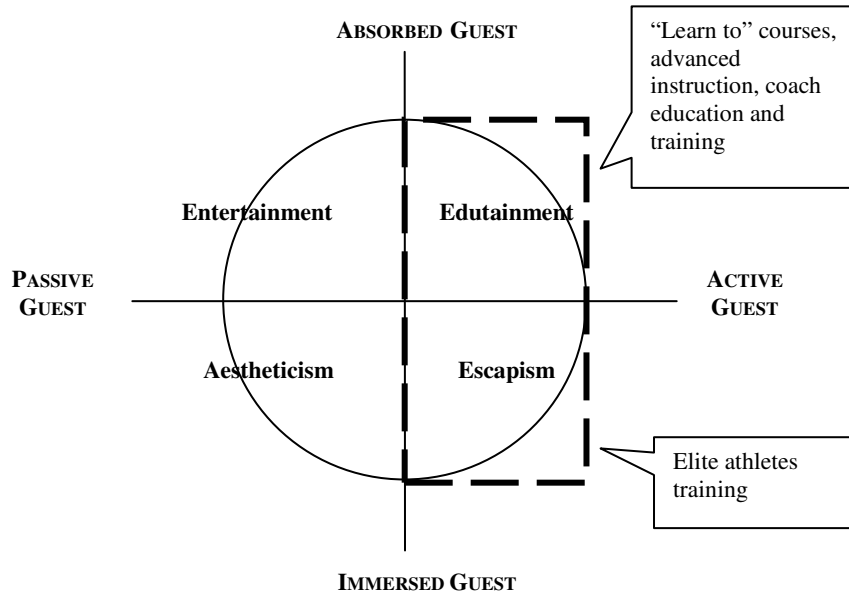 ABSORBED GUEST
“Learn to” courses,
advanced
instruction, coach
education and
training
Entertainment
Edutainment
PASSIVE
GUEST
ACTIVE
GUEST
Aestheticism
Escapism
Elite athletes
training
IMMERSED GUEST